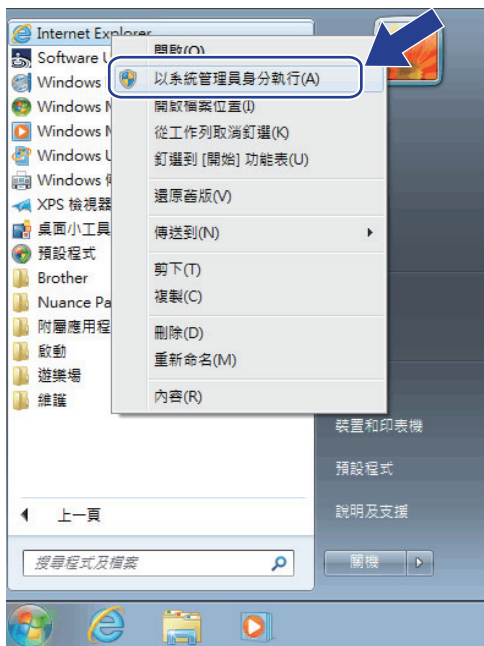 Internet Explorer
Software U
Windows
Windows M
Windows M
Windows U
Windows 傳
XPS 檢視器
桌面小工具
預設程式
Brother
Nuance Pa
附屬應用程
啟動
遊樂場
維護
上一頁
搜尋程式及檔案
開啟(O)
以系統管理員身分執行(A)
開啟檔案位置(I)
從工作列取消釘選(K)
釘選到 [開始] 功能表(U)
還原舊版(V)
傳送到(N)
剪下(T)
複製(C)
刪除(D)
重新命名(M)
內容(R)
裝置和印表機
預設程式
說明及支援
關機